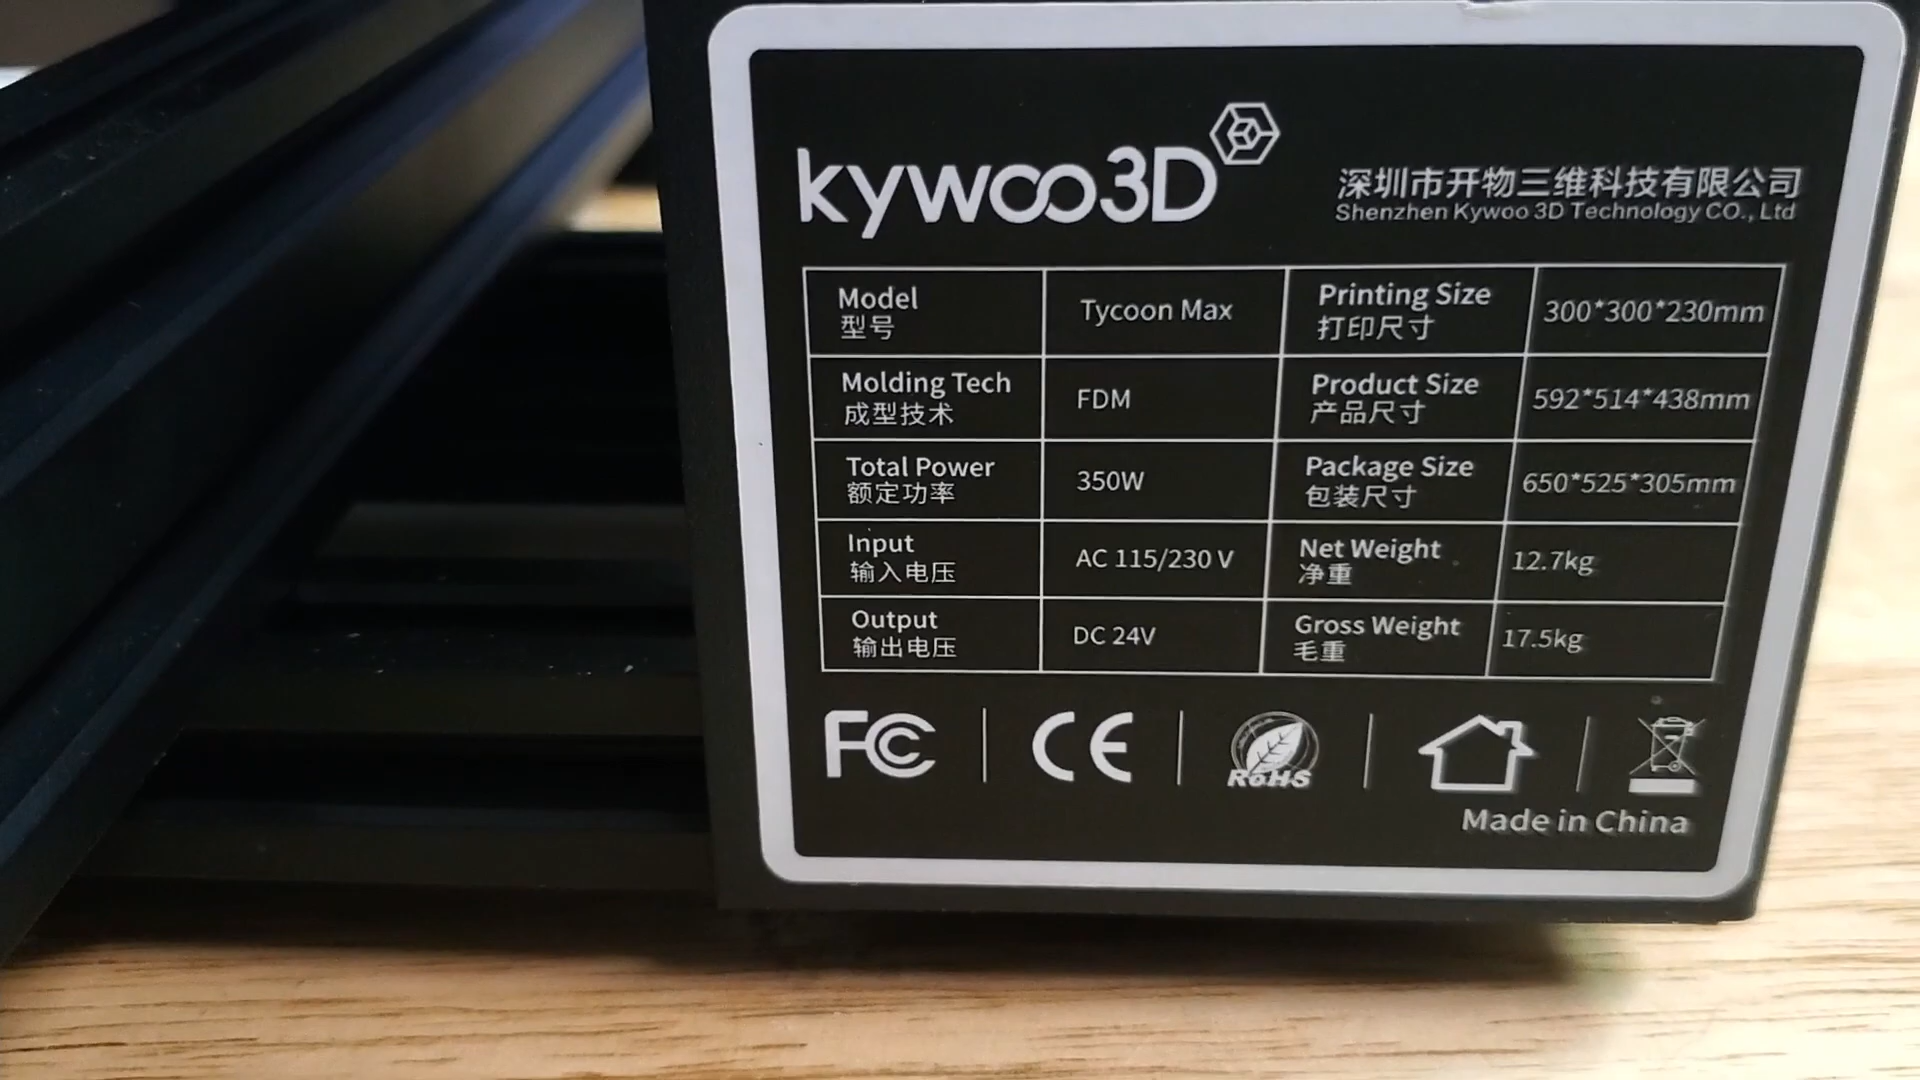 kywoo3D
深圳市开物三维科技有限公司
Shenzhen Kywoo 3D Technology CO., Ltd
Model
型号
Tycoon Max
Printing Size
打印尺寸
300*300*230mm
Molding Tech
成型技术
FDM
Product Size
产品尺寸
592*514*438mm
Total Power
额定功率
350W
Package Size
包装尺寸
650*525*305mm
Input
输入电压
AC 115/230 V
Net Weight
净重
12.7kg
Output
输出电压
DC 24V
Gross Weight
毛重
17.5kg
FC
CE
RoHS
Made in China